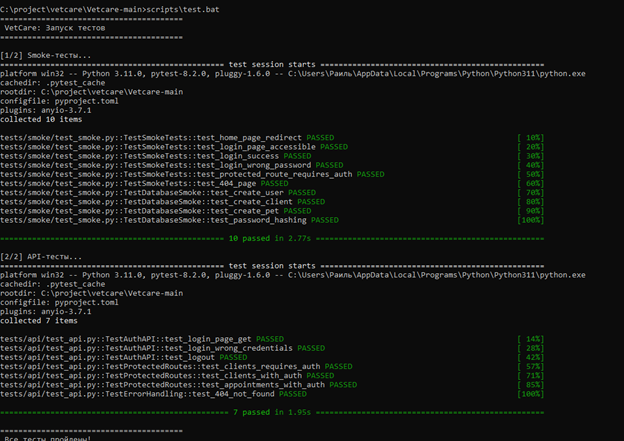 C:\project\vetcare\Vetcare-main>scripts\test.bat
========================================
 VetCare: Запуск тестов
========================================
[1/2] Smoke-тесты...
================================================= test session starts =================================================
platform win32 -- Python 3.11.0, pytest-8.2.0, pluggy-1.6.0 -- C:\Users\Раиль\AppData\Local\Programs\Python\Python311\python.exe
cachedir: .pytest_cache
rootdir: C:\project\vetcare\Vetcare-main
configfile: pyproject.toml
plugins: anyio-3.7.1
collected 10 items
tests/smoke/test_smoke.py::TestSmokeTests::test_home_page_redirect PASSED [ 10%]
tests/smoke/test_smoke.py::TestSmokeTests::test_login_page_accessible PASSED [ 20%]
tests/smoke/test_smoke.py::TestSmokeTests::test_login_success PASSED [ 30%]
tests/smoke/test_smoke.py::TestSmokeTests::test_login_wrong_password PASSED [ 40%]
tests/smoke/test_smoke.py::TestSmokeTests::test_protected_route_requires_auth PASSED [ 50%]
tests/smoke/test_smoke.py::TestSmokeTests::test_404_page PASSED [ 60%]
tests/smoke/test_smoke.py::TestDatabaseSmoke::test_create_user PASSED [ 70%]
tests/smoke/test_smoke.py::TestDatabaseSmoke::test_create_client PASSED [ 80%]
tests/smoke/test_smoke.py::TestDatabaseSmoke::test_create_pet PASSED [ 90%]
tests/smoke/test_smoke.py::TestDatabaseSmoke::test_password_hashing PASSED [100%]
================================================= 10 passed in 2.77s ==================================================
[2/2] API-тесты...
================================================= test session starts =================================================
platform win32 -- Python 3.11.0, pytest-8.2.0, pluggy-1.6.0 -- C:\Users\Раиль\AppData\Local\Programs\Python\Python311\python.exe
cachedir: .pytest_cache
rootdir: C:\project\vetcare\Vetcare-main
configfile: pyproject.toml
plugins: anyio-3.7.1
collected 7 items
tests/api/test_api.py::TestAuthAPI::test_login_page_get PASSED [ 14%]
tests/api/test_api.py::TestAuthAPI::test_login_wrong_credentials PASSED [ 28%]
tests/api/test_api.py::TestAuthAPI::test_logout PASSED [ 42%]
tests/api/test_api.py::TestProtectedRoutes::test_clients_requires_auth PASSED [ 57%]
tests/api/test_api.py::TestProtectedRoutes::test_clients_with_auth PASSED [ 71%]
tests/api/test_api.py::TestProtectedRoutes::test_appointments_with_auth PASSED [ 85%]
tests/api/test_api.py::TestErrorHandling::test_404_not_found PASSED [100%]
================================================== 7 passed in 1.95s ==================================================
========================================
 Все тесты пройдены!